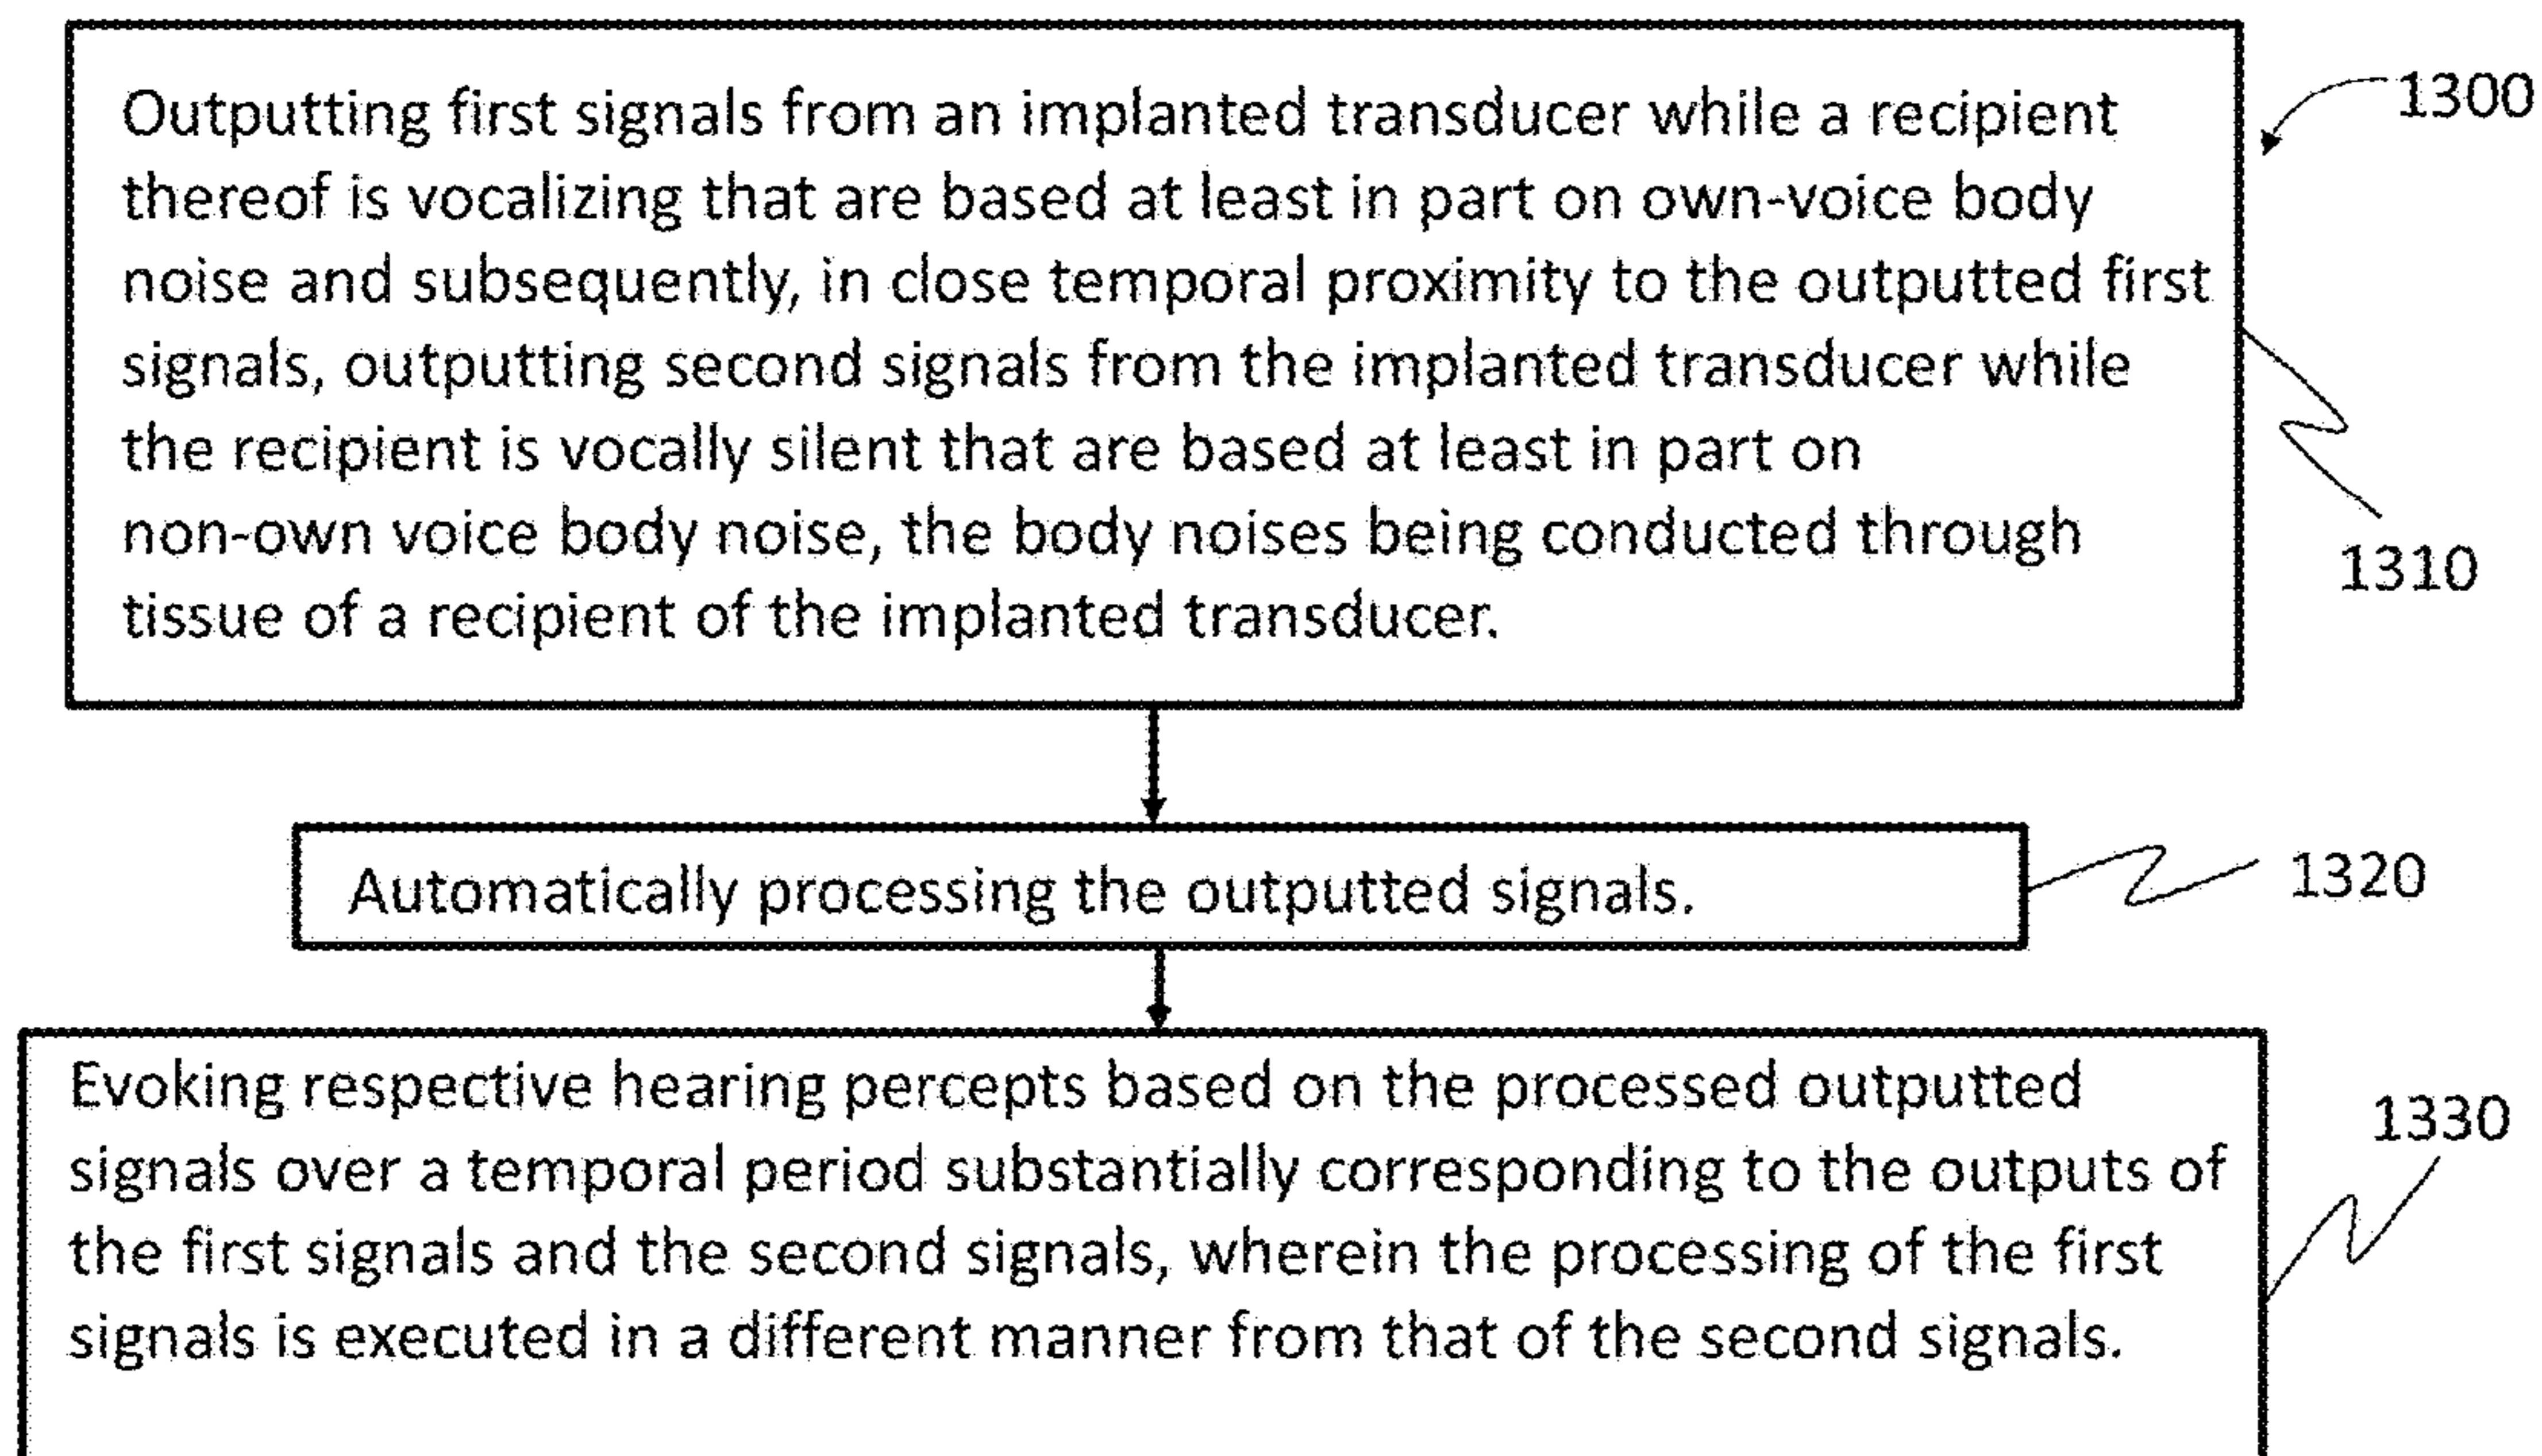 Outputting first signals from an implanted transducer while a recipient
1300
thereof is vocalizing that are based at least in part on own-voice body
noise and subsequently, in close temporal proximity to the outputted first
signals, outputting second signals from the implanted transducer while
the recipient is vocally silent that are based at least in part on
non-own voice body noise, the body noises being conducted through
tissue of a recipient of the implanted transducer.
1310
Automatically processing the outputted signals.
1320
Evoking respective hearing percepts based on the processed outputted
signals over a temporal period substantially corresponding to the outputs of
the first signals and the second signals, wherein the processing of the first
signals is executed in a different manner from that of the second signals.
1330